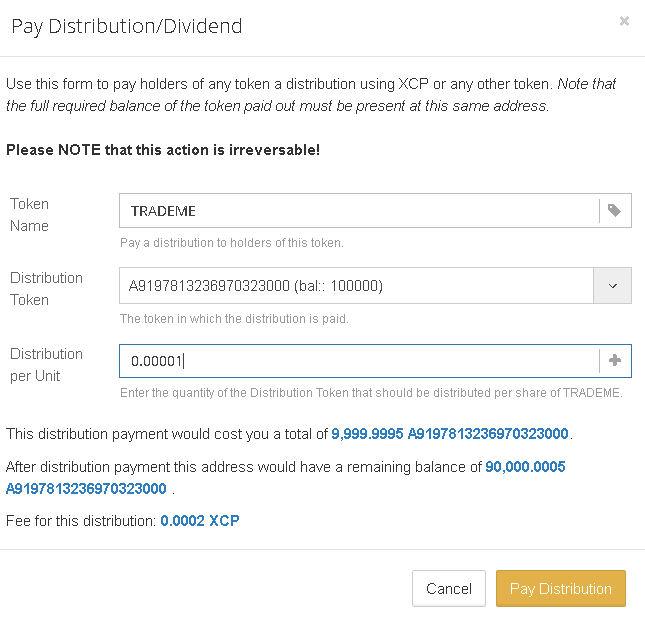 Pay Distribution/Dividend
×
Use this form to pay holders of any token a distribution using XCP or any other token. Note that
the full required balance of the token paid out must be present at this same address.
Please NOTE that this action is irreversable!
Token
Name
TRADEME
Pay a distribution to holders of this token.
Distribution
Token
A9197813236970323000 (bal:: 100000)
The token in which the distribution is paid.
Distribution
per Unit
0.00001
Enter the quantity of the Distribution Token that should be distributed per share of TRADEME.
This distribution payment would cost you a total of 9,999.9995 A9197813236970323000.
After distribution payment this address would have a remaining balance of 90,000.0005
A9197813236970323000 .
Fee for this distribution: 0.0002 XCP
Cancel
Pay Distribution